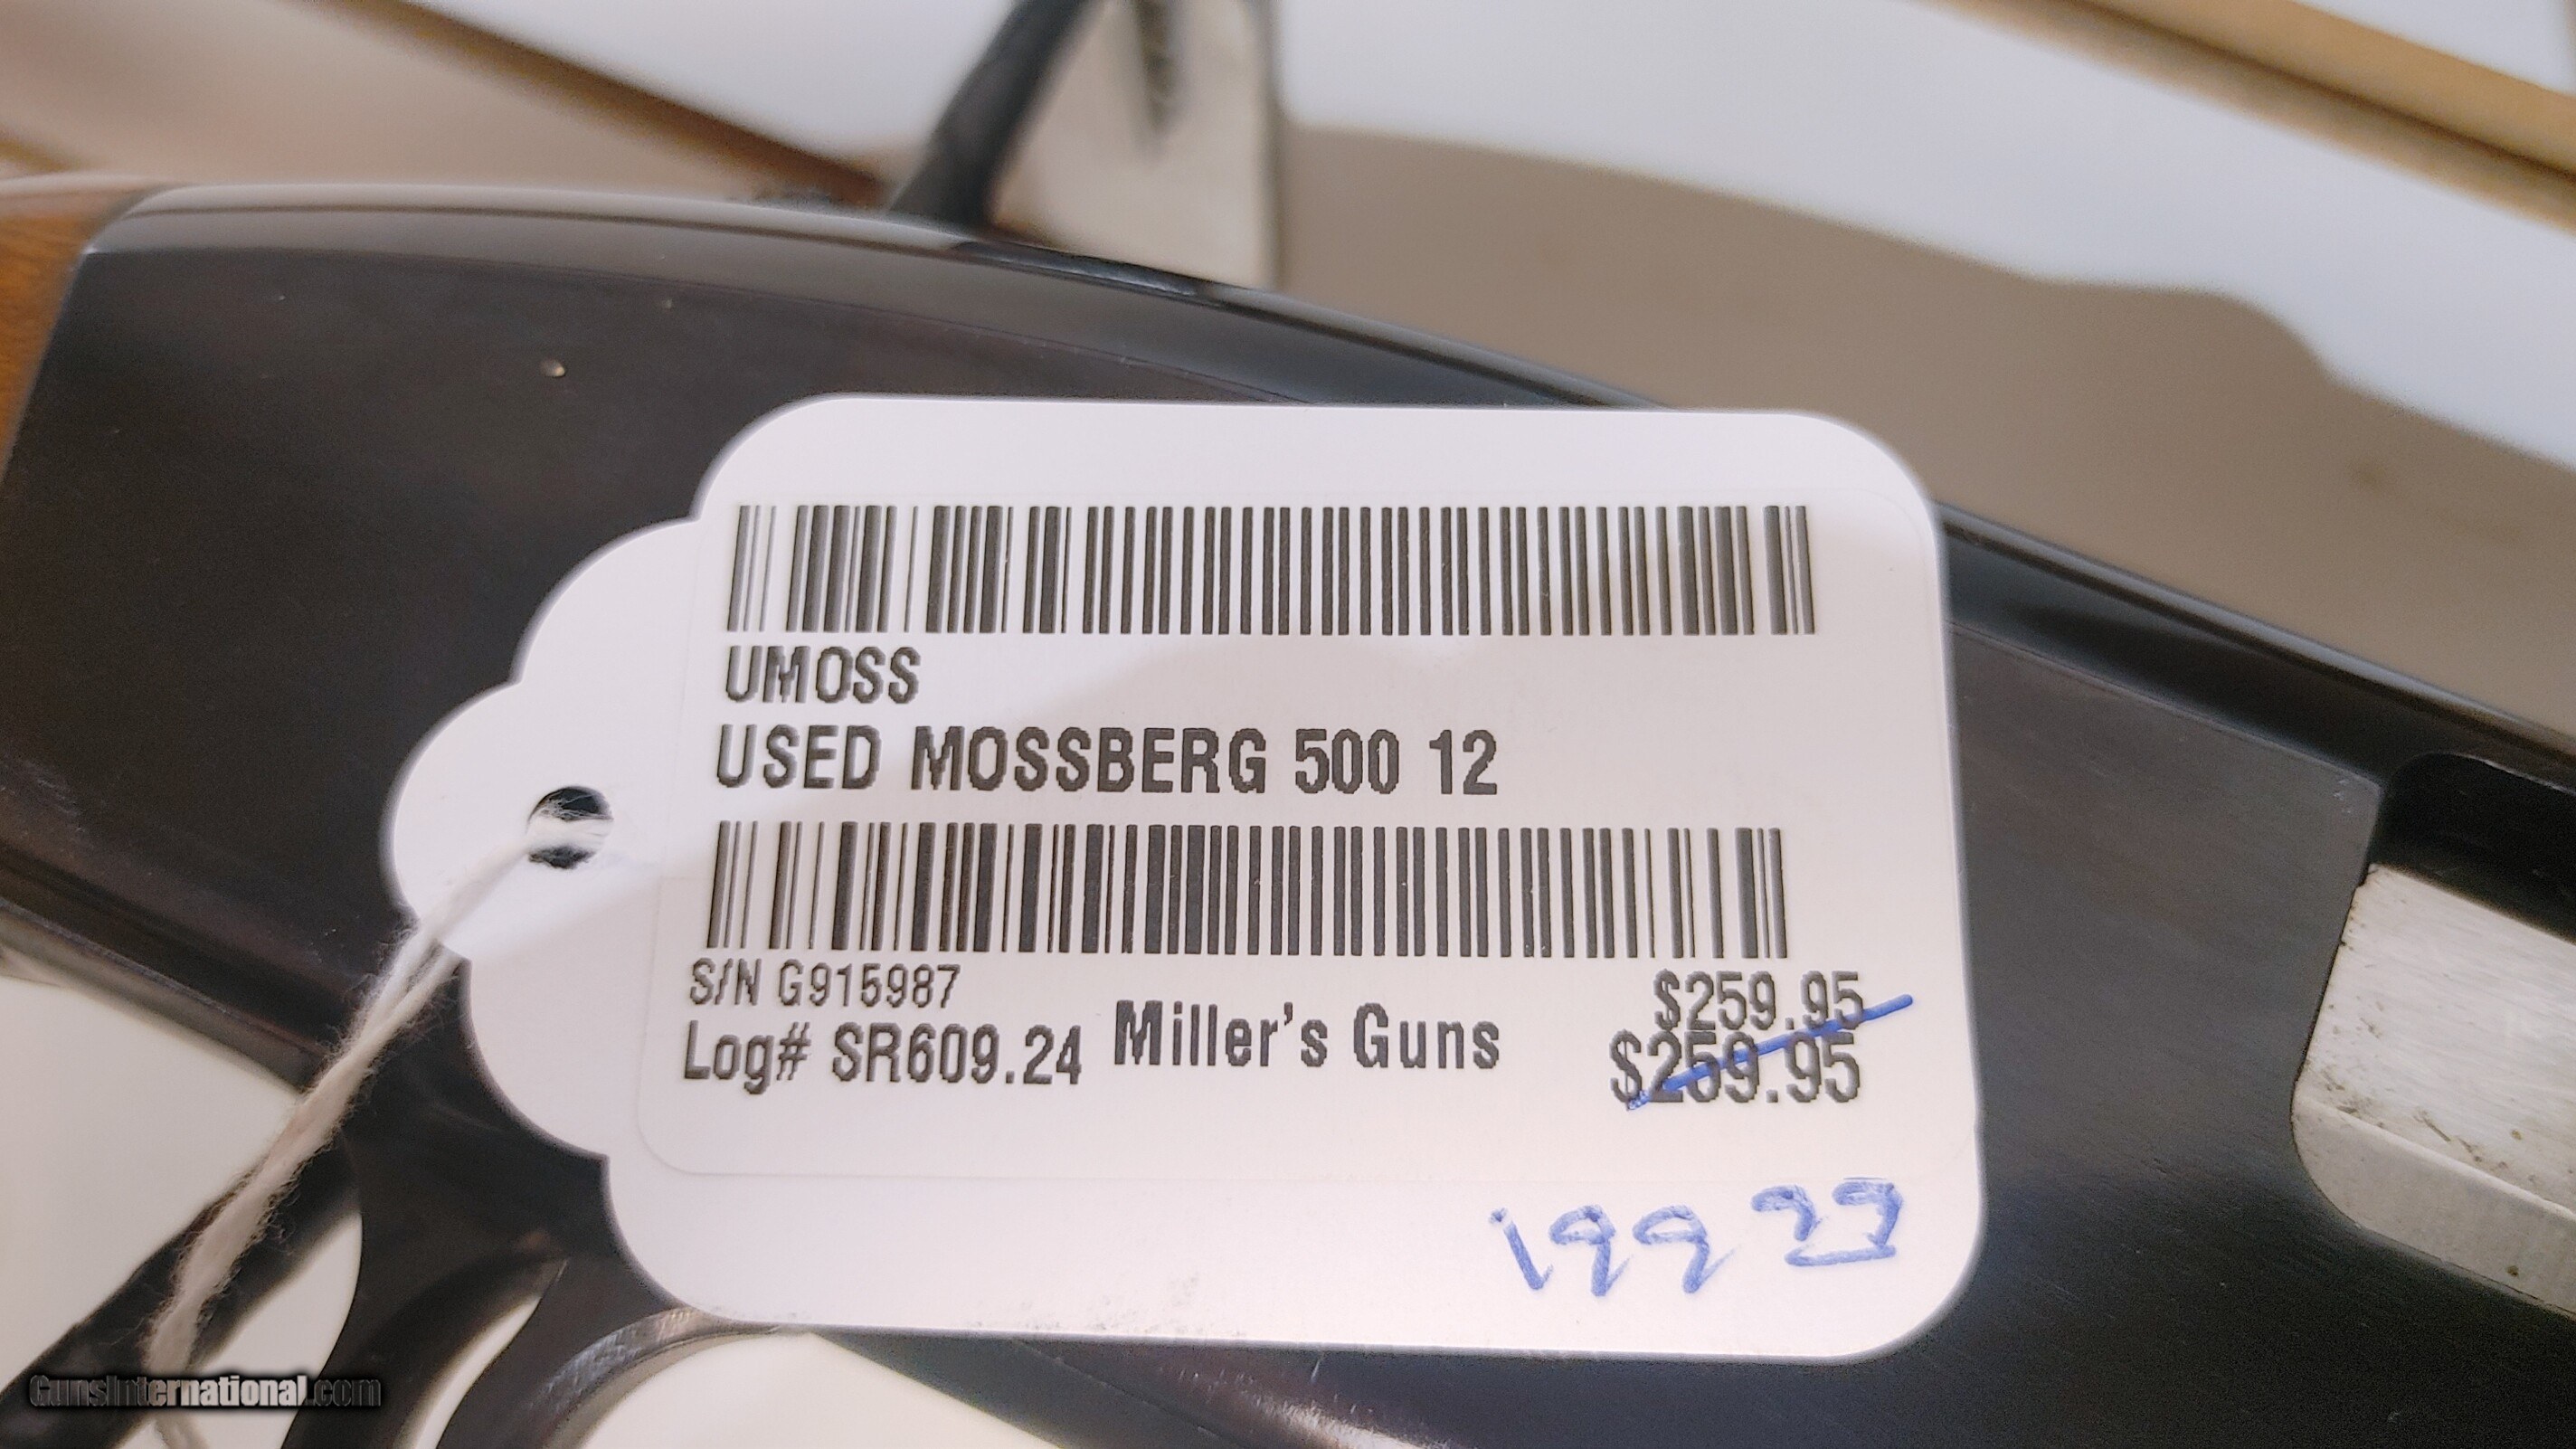 UMOSS
USED MOSSBERG 500 12
S/N G915987
$259.95
Log# SR609.24 Miller's Guns $259.95
199 99
GunsInternational.com